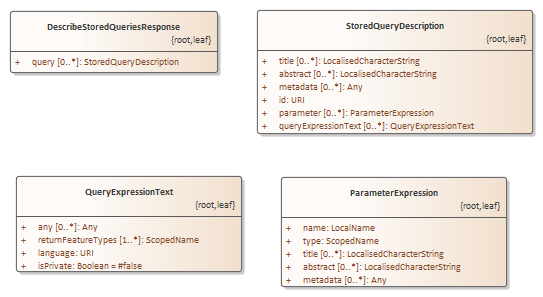 DescribeStoredQueriesResponse
{root,leaf}
+ query [0..*]: StoredQueryDescription
StoredQueryDescription
{root,leaf}
+ title [0..*]: LocalisedCharacterString
+ abstract [0..*]: LocalisedCharacterString
+ metadata [0..*]: Any
+ id: URI
+ parameter [0..*]: ParameterExpression
+ queryExpressionText [0..*]: QueryExpressionText
QueryExpressionText
{root,leaf}
+ any [0..*]: Any
+ returnFeatureTypes [1..*]: ScopedName
+ language: URI
+ isPrivate: Boolean = #false
ParameterExpression
{root,leaf}
+ name: LocalName
+ type: ScopedName
+ title [0..*]: LocalisedCharacterString
+ abstract [0..*]: LocalisedCharacterString
+ metadata [0..*]: Any